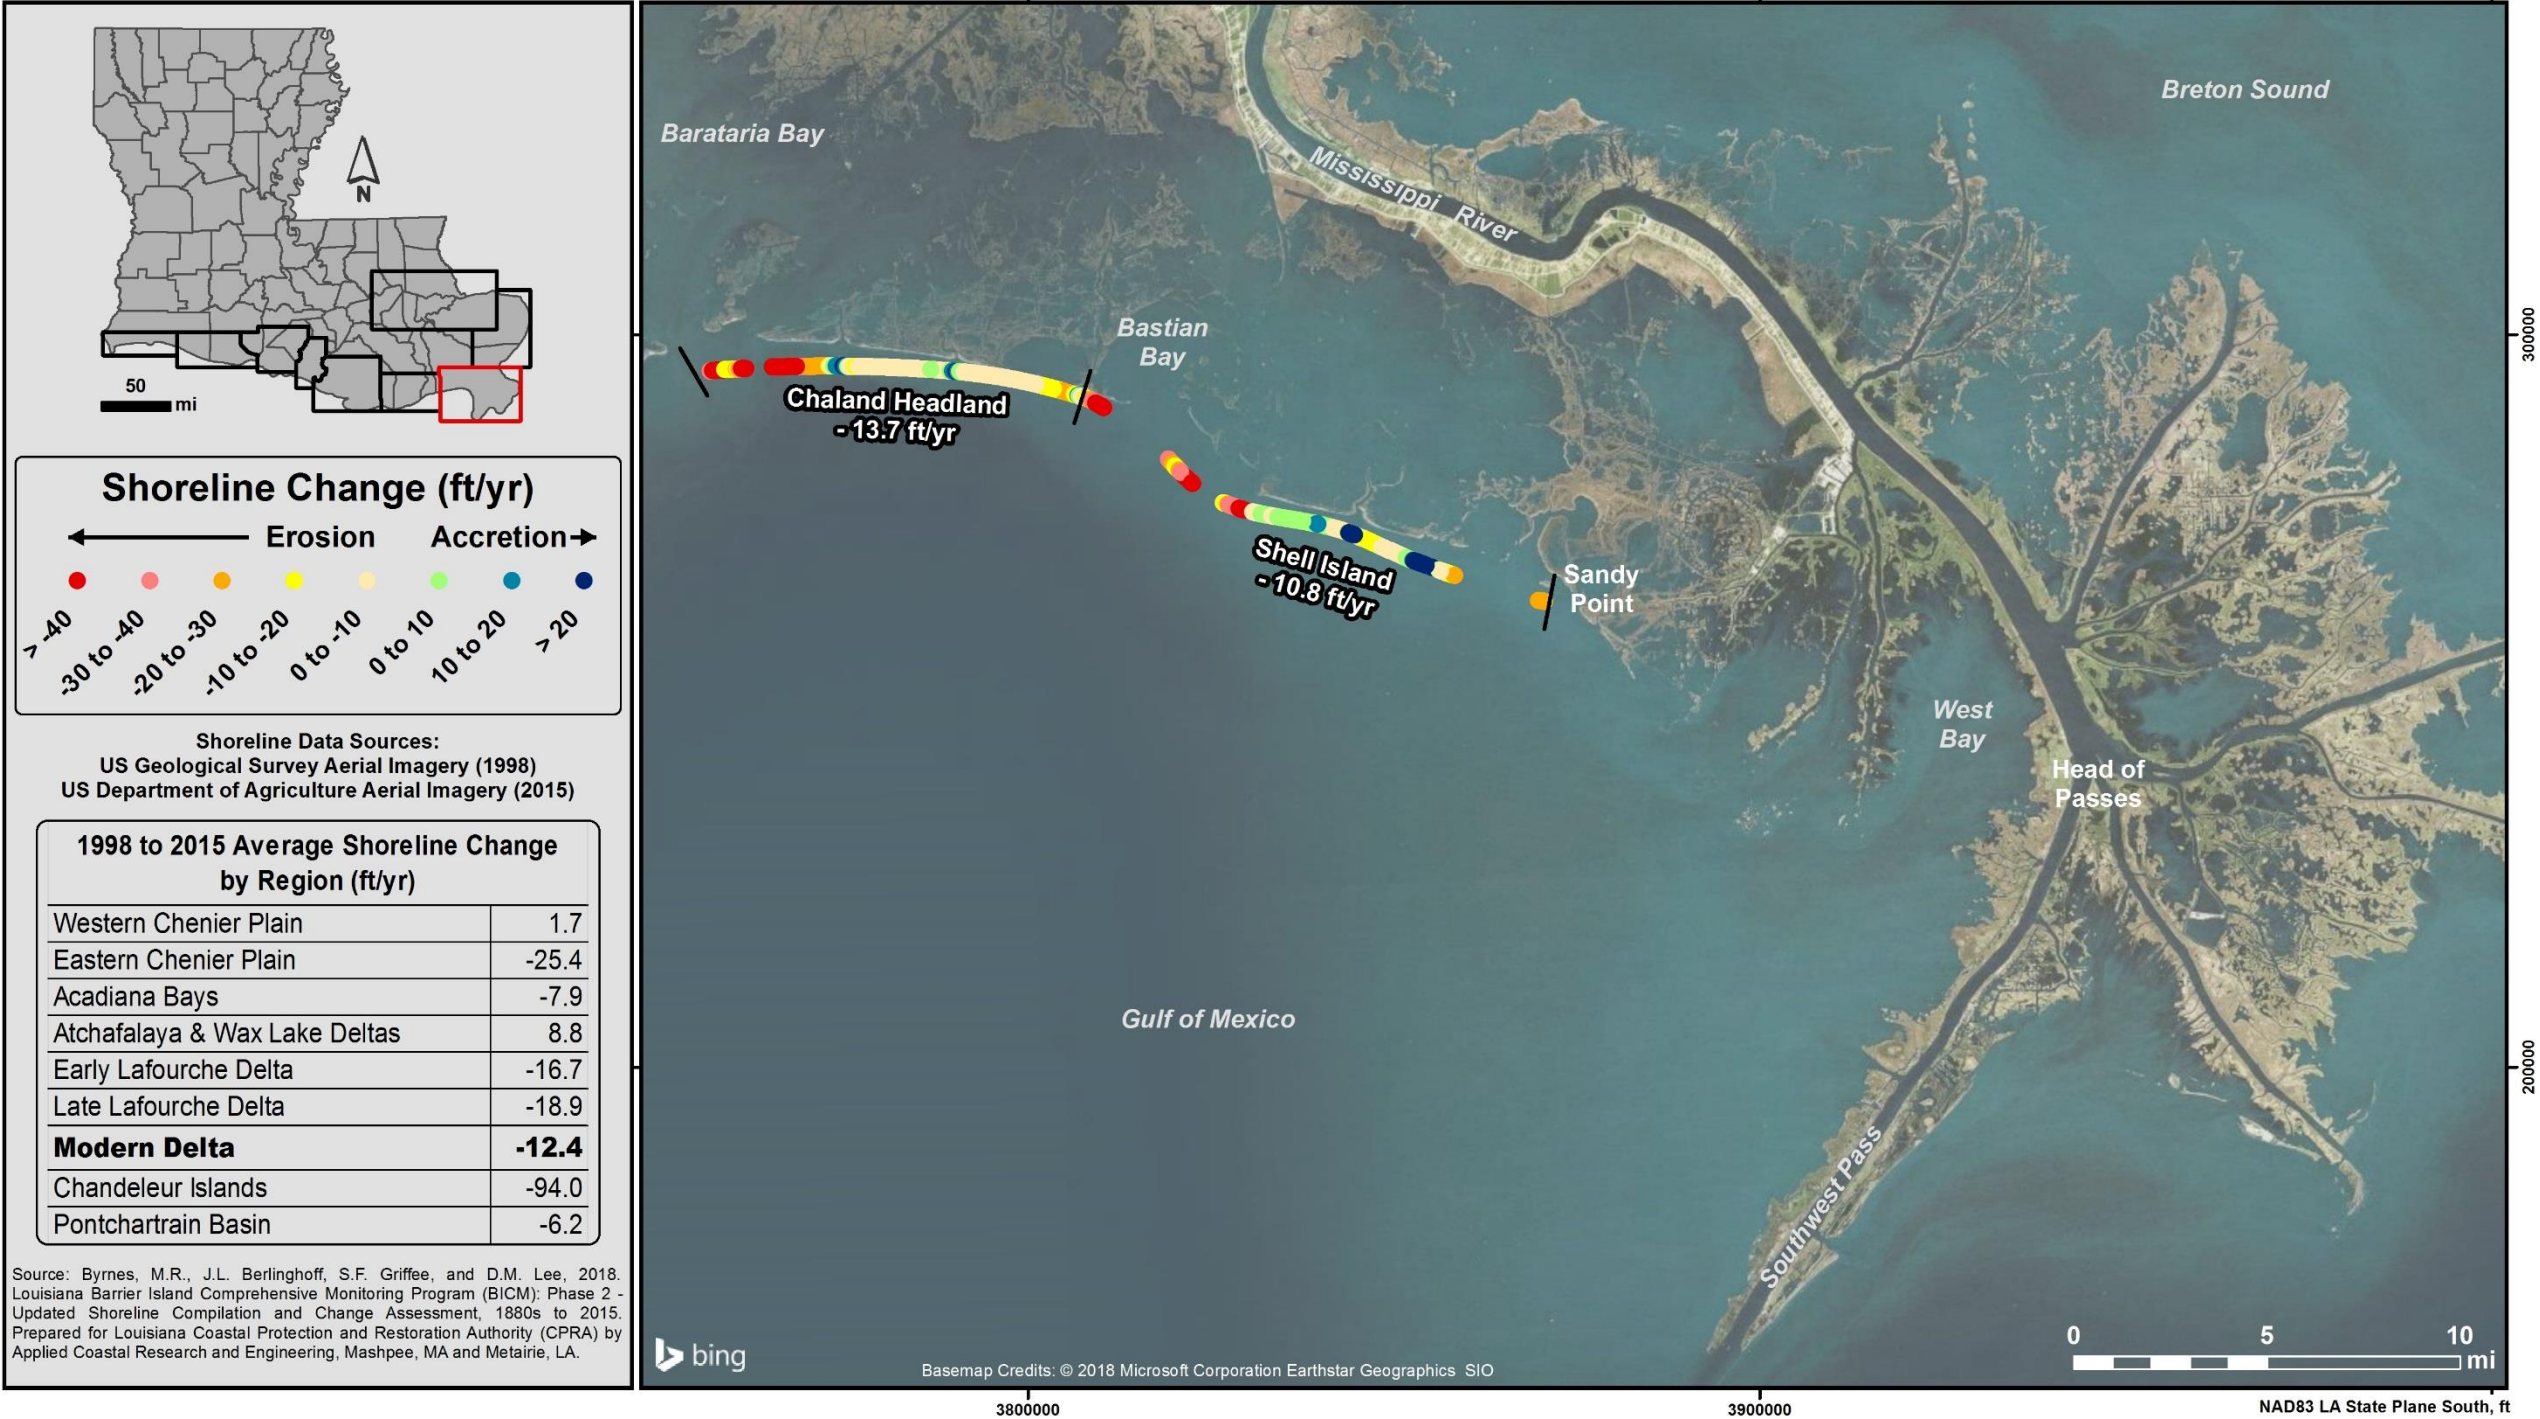 N
50
mi
Shoreline Change (ft/yr)
Erosion Accretion
> -40
-30 to -40
-20 to -30
-10 to -20
0 to -10
0 to 10
10 to 20
> 20
Shoreline Data Sources:
US Geological Survey Aerial Imagery (1998)
US Department of Agriculture Aerial Imagery (2015)
1998 to 2015 Average Shoreline Change
by Region (ft/yr)
Western Chenier Plain 1.7
Eastern Chenier Plain -25.4
Acadiana Bays -7.9
Atchafalaya & Wax Lake Deltas 8.8
Early Lafourche Delta -16.7
Late Lafourche Delta -18.9
Modern Delta -12.4
Chandeleur Islands -94.0
Pontchartrain Basin -6.2
Source: Byrnes, M.R., J.L. Berlinghoff, S.F. Griffee, and D.M. Lee, 2018.
Louisiana Barrier Island Comprehensive Monitoring Program (BICM): Phase 2 -
Updated Shoreline Compilation and Change Assessment, 1880s to 2015.
Prepared for Louisiana Coastal Protection and Restoration Authority (CPRA) by
Applied Coastal Research and Engineering, Mashpee, MA and Metairie, LA.
Breton Sound
Barataria Bay
Mississippi River
Bastian
Bay
300000
Chaland Headland
- 13.7 ft/yr
Shell Island
- 10.8 ft/yr
Sandy
Point
West
Bay
Head of
Passes
Gulf of Mexico
200000
Southwest Pass
0 5 10
mi
bing
Basemap Credits: © 2018 Microsoft Corporation Earthstar Geographics SIO
3800000
3900000
NAD83 LA State Plane South, ft